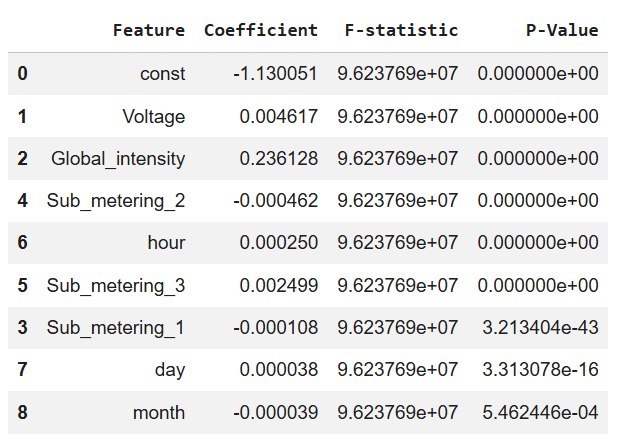 Feature Coefficient F-statistic P-Value
0 const -1.130051 9.623769e+07 0.000000e+00
1 Voltage 0.004617 9.623769e+07 0.000000e+00
2 Global_intensity 0.236128 9.623769e+07 0.000000e+00
4 Sub_metering_2 -0.000462 9.623769e+07 0.000000e+00
6 hour 0.000250 9.623769e+07 0.000000e+00
5 Sub_metering_3 0.002499 9.623769e+07 0.000000e+00
3 Sub_metering_1 -0.000108 9.623769e+07 3.213404e-43
7 day 0.000038 9.623769e+07 3.313078e-16
8 month -0.000039 9.623769e+07 5.462446e-04